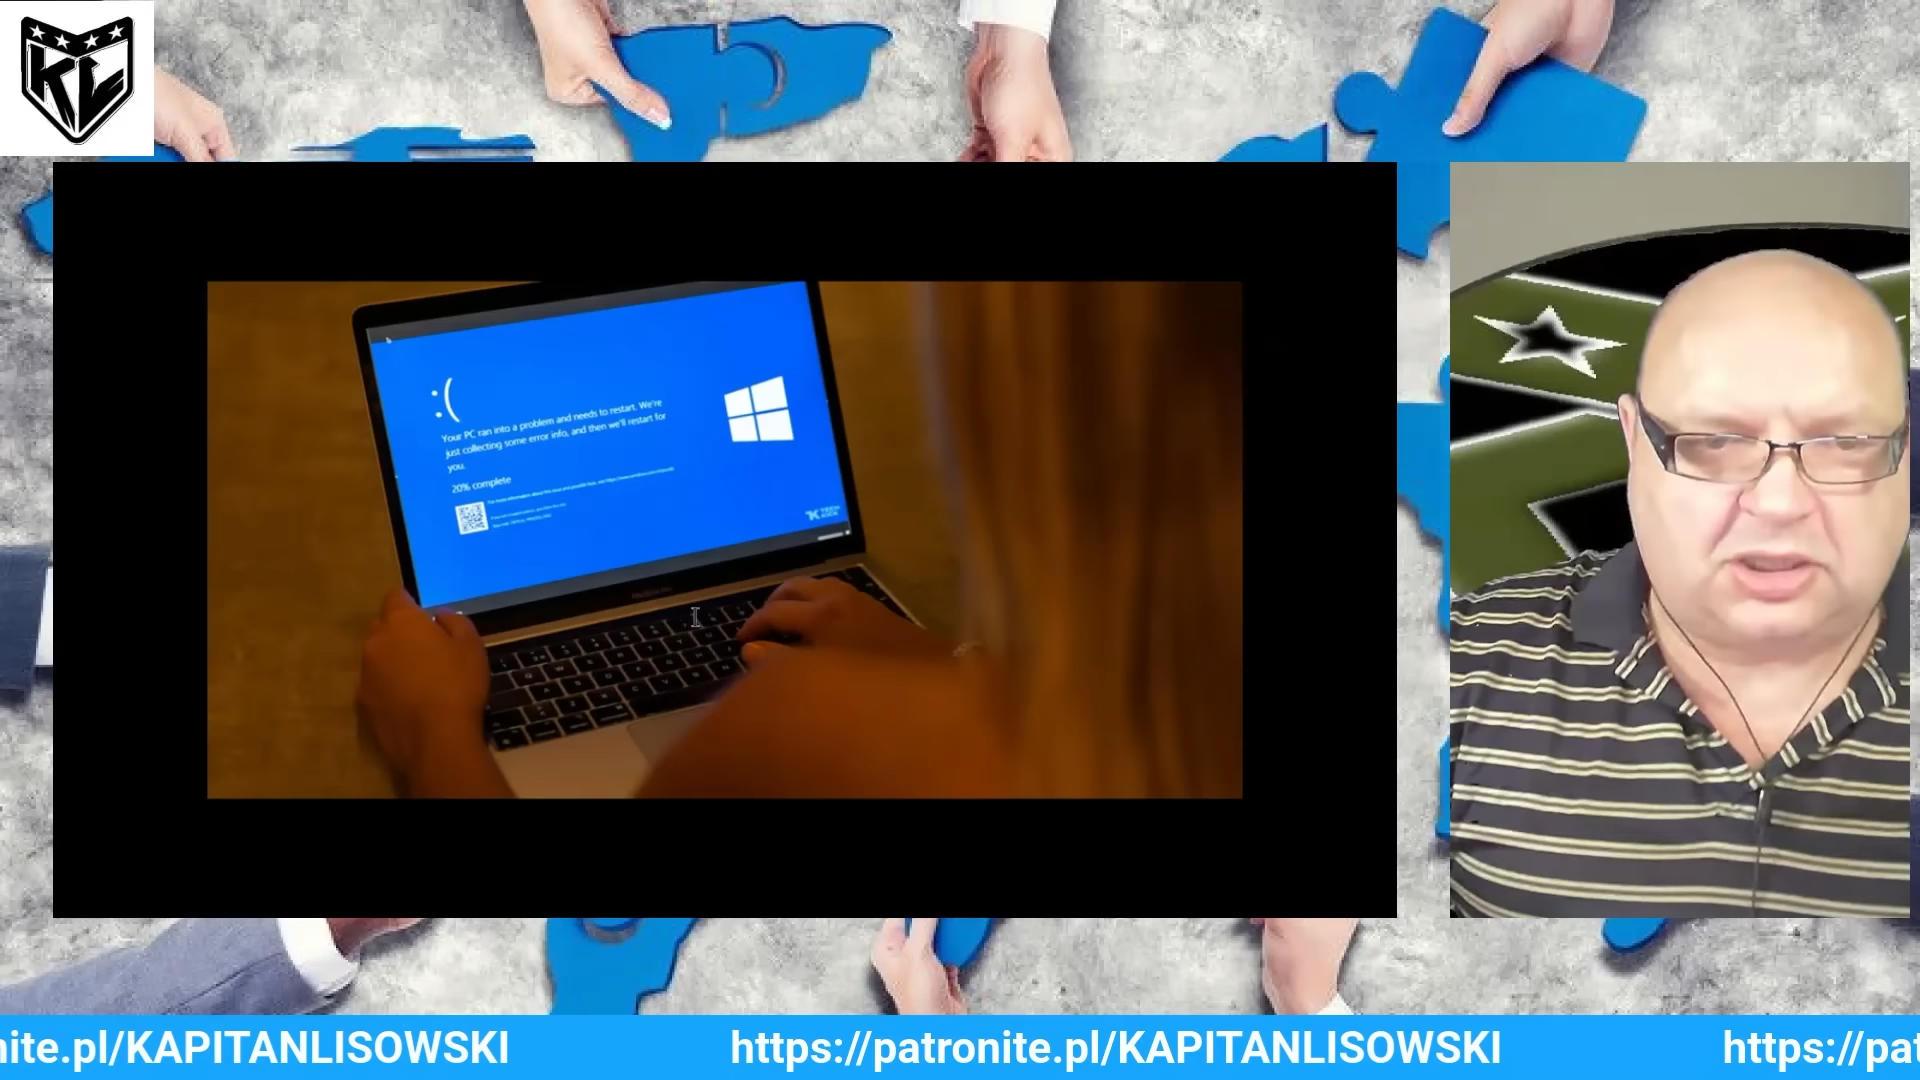 KL
:(
Your PC ran into a problem and needs to restart. We're
just collecting some error info, and then we'll restart for
you.
20% complete
nite.pl/KAPITANLISOWSKI https://patronite.pl/KAPITANLISOWSKI https://pat